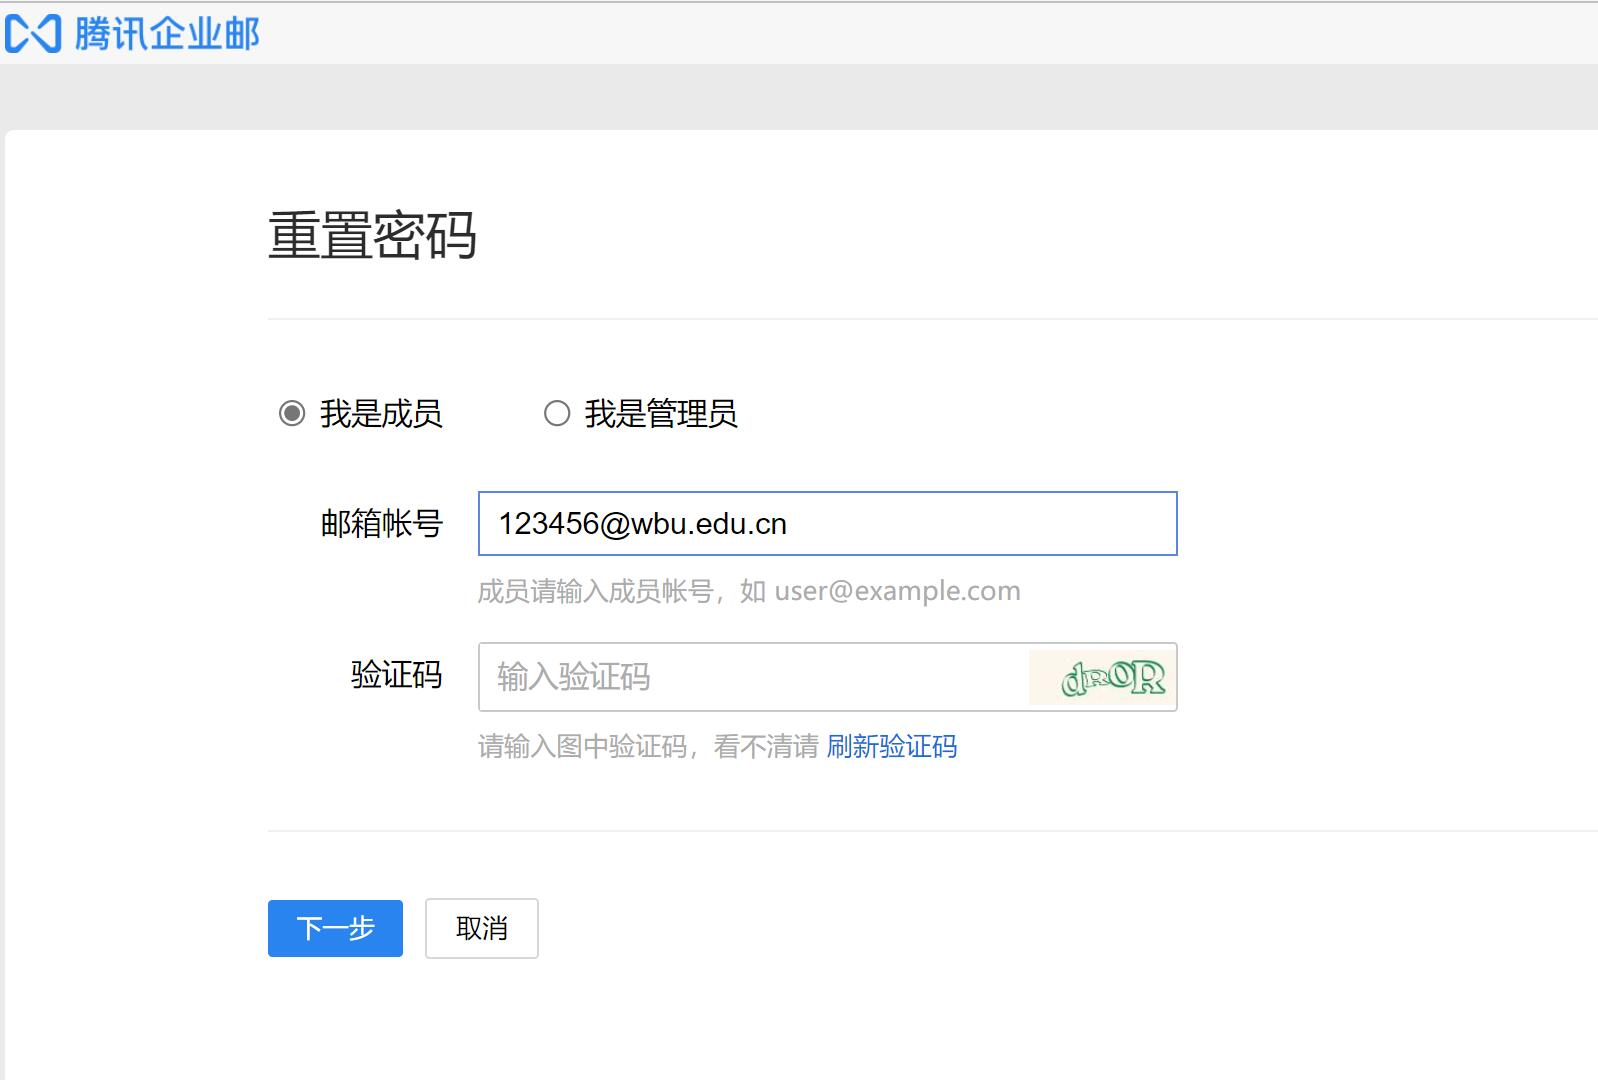 腾讯企业邮
重置密码
我是成员 我是管理员
邮箱帐号 123456@wbu.edu.cn
成员请输入成员帐号，如 user@example.com
验证码 输入验证码 dROR
请输入图中验证码，看不清请 刷新验证码
下一步 取消